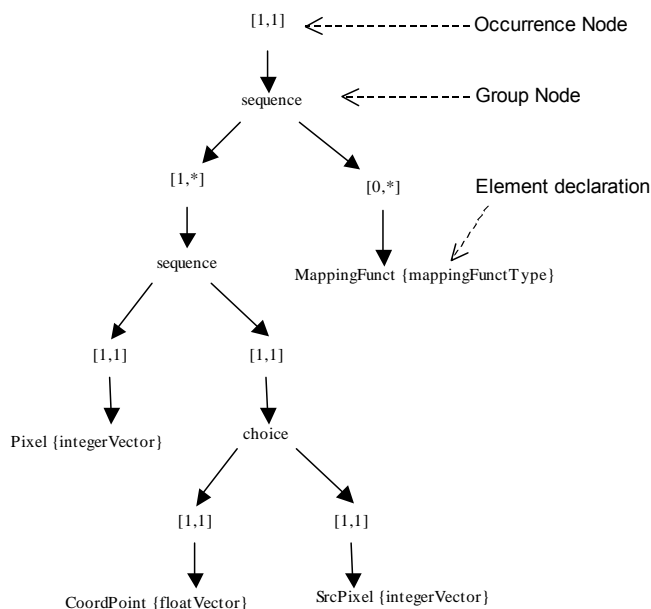 [1,1]
Occurrence Node
sequence
Group Node
[1,*]
[0,*]
Element declaration
sequence
MappingFunct {mappingFunctType}
[1,1]
[1,1]
Pixel {integerVector}
choice
[1,1]
[1,1]
CoordPoint {floatVector}
SrcPixel {integerVector}